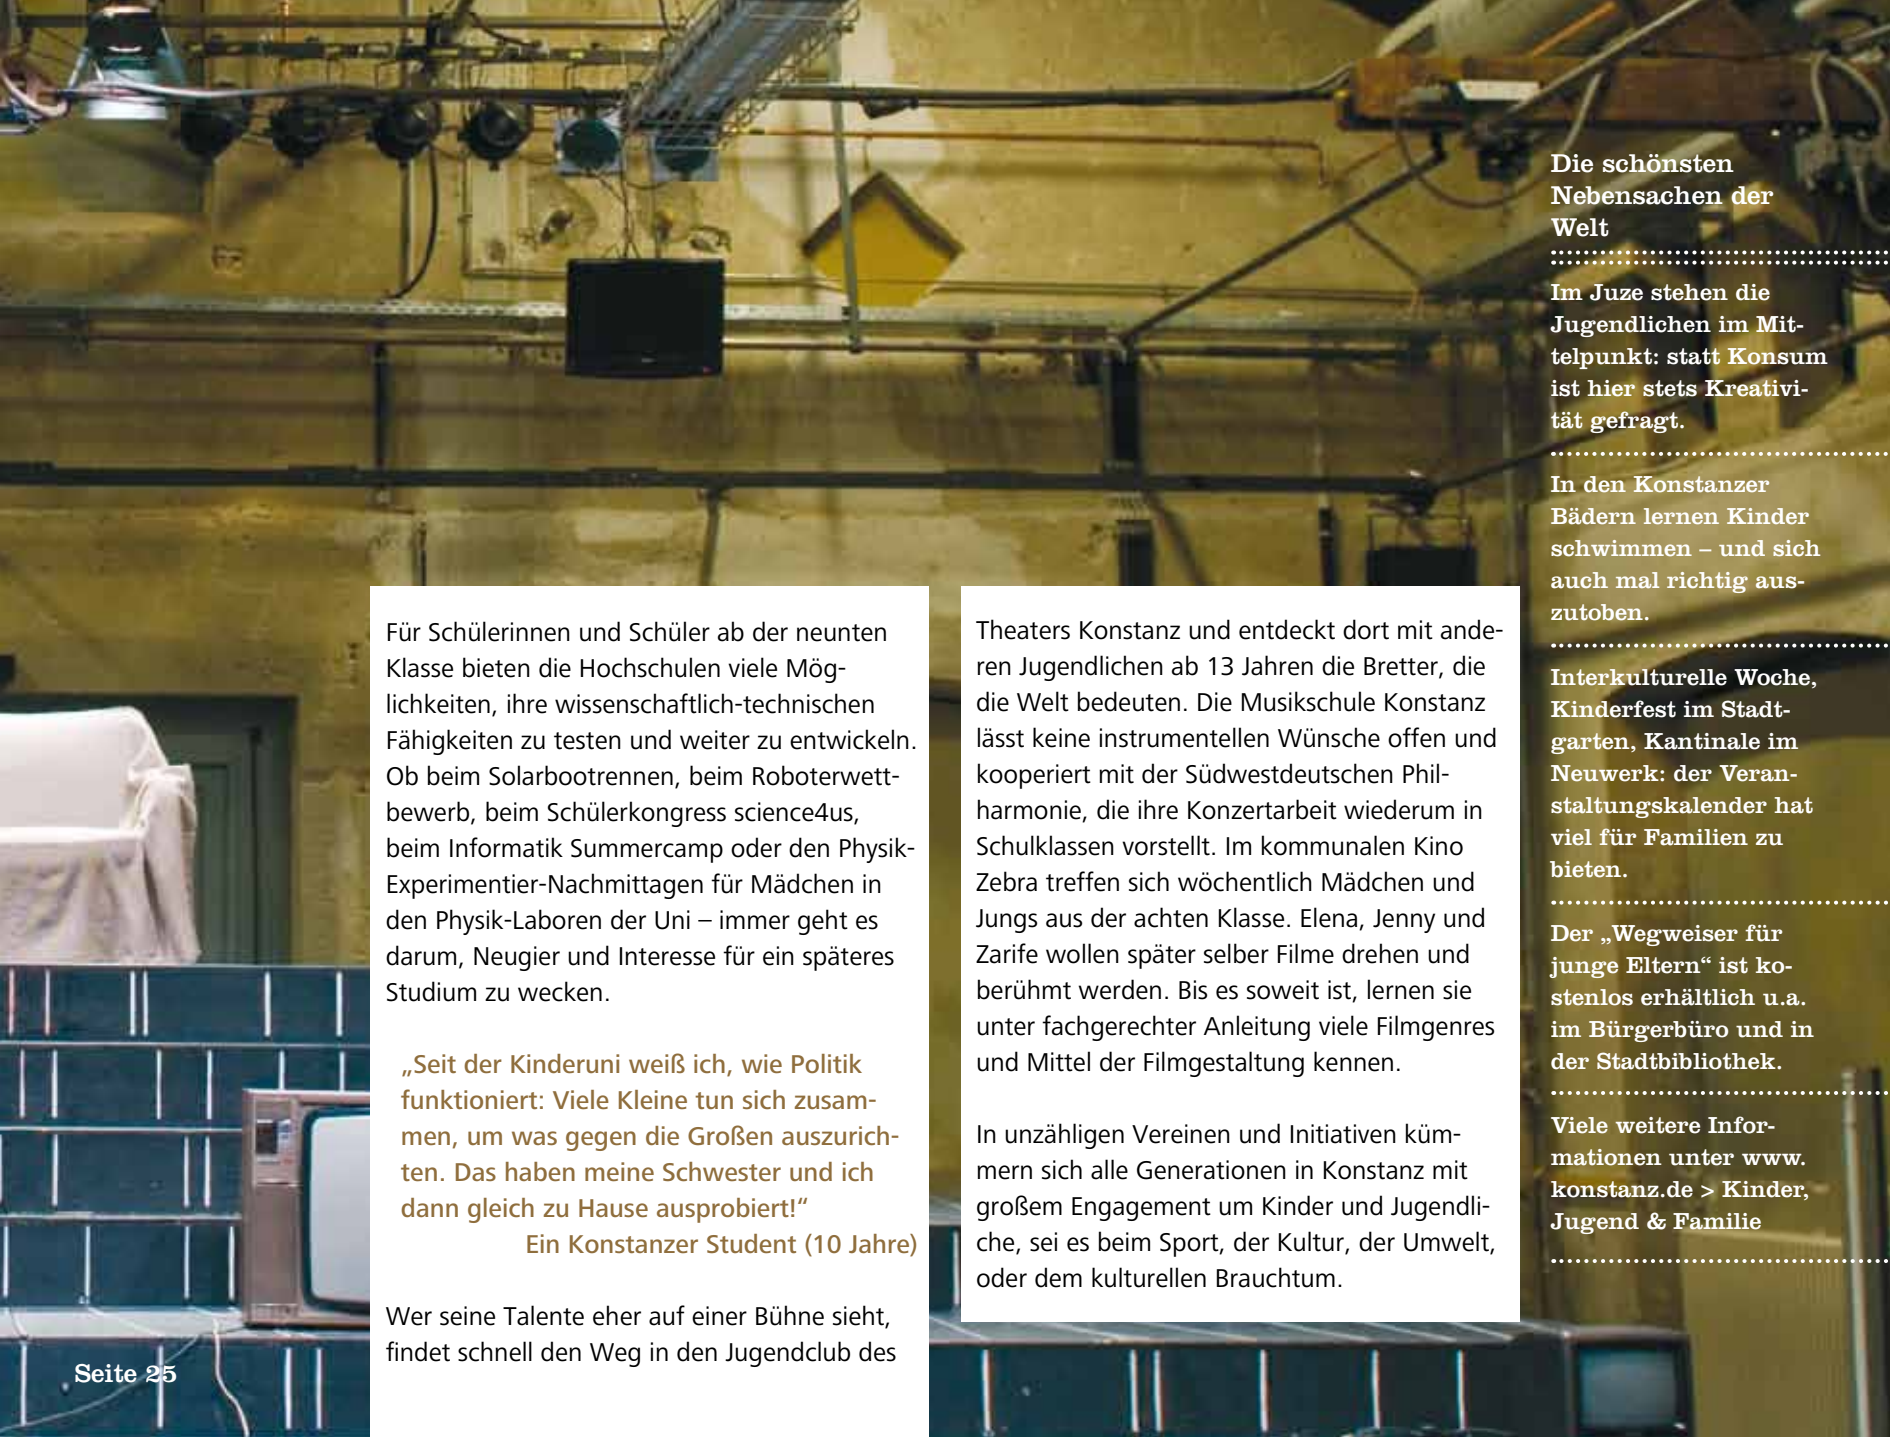 Für Schülerinnen und Schüler ab der neunten
Klasse bieten die Hochschulen viele Mög-
lichkeiten, ihre wissenschaftlich-technischen
Fähigkeiten zu testen und weiter zu entwickeln.
Ob beim Solarbootrennen, beim Roboterwett-
bewerb, beim Schülerkongress science4us,
beim Informatik Summercamp oder den Physik-
Experimentier-Nachmittagen für Mädchen in
den Physik-Laboren der Uni – immer geht es
darum, Neugier und Interesse für ein späteres
Studium zu wecken.
„Seit der Kinderuni weiß ich, wie Politik
funktioniert: Viele Kleine tun sich zusam-
men, um was gegen die Großen auszurich-
ten. Das haben meine Schwester und ich
dann gleich zu Hause ausprobiert!“
Ein Konstanzer Student (10 Jahre)
Wer seine Talente eher auf einer Bühne sieht,
findet schnell den Weg in den Jugendclub des
Theaters Konstanz und entdeckt dort mit ande-
ren Jugendlichen ab 13 Jahren die Bretter, die
die Welt bedeuten. Die Musikschule Konstanz
lässt keine instrumentellen Wünsche offen und
kooperiert mit der Südwestdeutschen Phil-
harmonie, die ihre Konzertarbeit wiederum in
Schulklassen vorstellt. Im kommunalen Kino
Zebra treffen sich wöchentlich Mädchen und
Jungs aus der achten Klasse. Elena, Jenny und
Zarife wollen später selber Filme drehen und
berühmt werden. Bis es soweit ist, lernen sie
unter fachgerechter Anleitung viele Filmgenres
und Mittel der Filmgestaltung kennen.
In unzähligen Vereinen und Initiativen küm-
mern sich alle Generationen in Konstanz mit
großem Engagement um Kinder und Jugendli-
che, sei es beim Sport, der Kultur, der Umwelt,
oder dem kulturellen Brauchtum.
Die schönsten
Nebensachen der
Welt
Im Juze stehen die
Jugendlichen im Mit-
telpunkt: statt Konsum
ist hier stets Kreativi-
tät gefragt.
In den Konstanzer
Bädern lernen Kinder
schwimmen – und sich
auch mal richtig aus-
zutoben.
Interkulturelle Woche,
Kinderfest im Stadt-
garten, Kantinale im
Neuwerk: der Veran-
staltungskalender hat
viel für Familien zu
bieten.
Der „Wegweiser für
junge Eltern“ ist ko-
stenlos erhältlich u.a.
im Bürgerbüro und in
der Stadtbibliothek.
Viele weitere Infor-
mationen unter www.
konstanz.de > Kinder,
Jugend & Familie
Seite 25